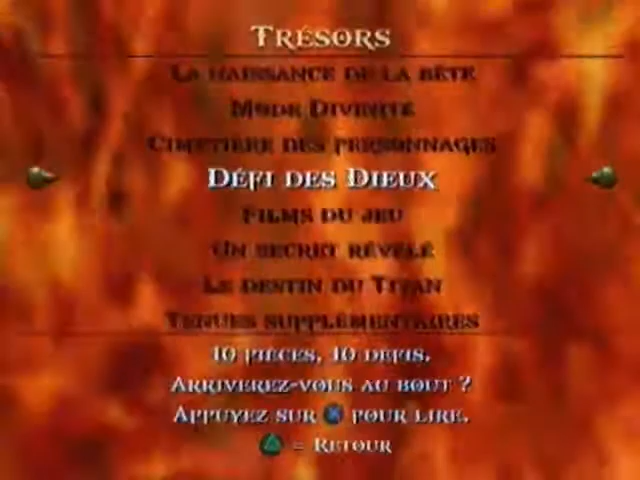 Trésors
La naissance de la bête
Mode Divinité
Cimetière des personnages
Défi des Dieux
Films du jeu
Un secret révélé
Le destin du Titan
Tenues supplémentaires
10 pièces, 10 défis.
Arriverez-vous au bout ?
Appuyez sur X pour lire.
= Retour